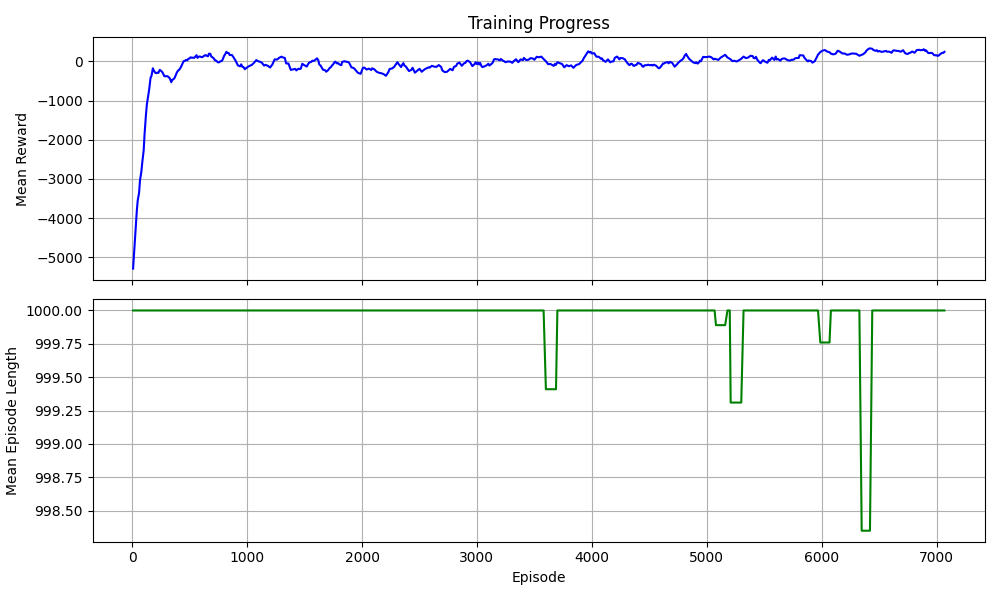 Training Progress
Mean Reward
0
−1000
−2000
−3000
−4000
−5000
Mean Episode Length
1000.00
999.75
999.50
999.25
999.00
998.75
998.50
0 1000 2000 3000 4000 5000 6000 7000
Episode